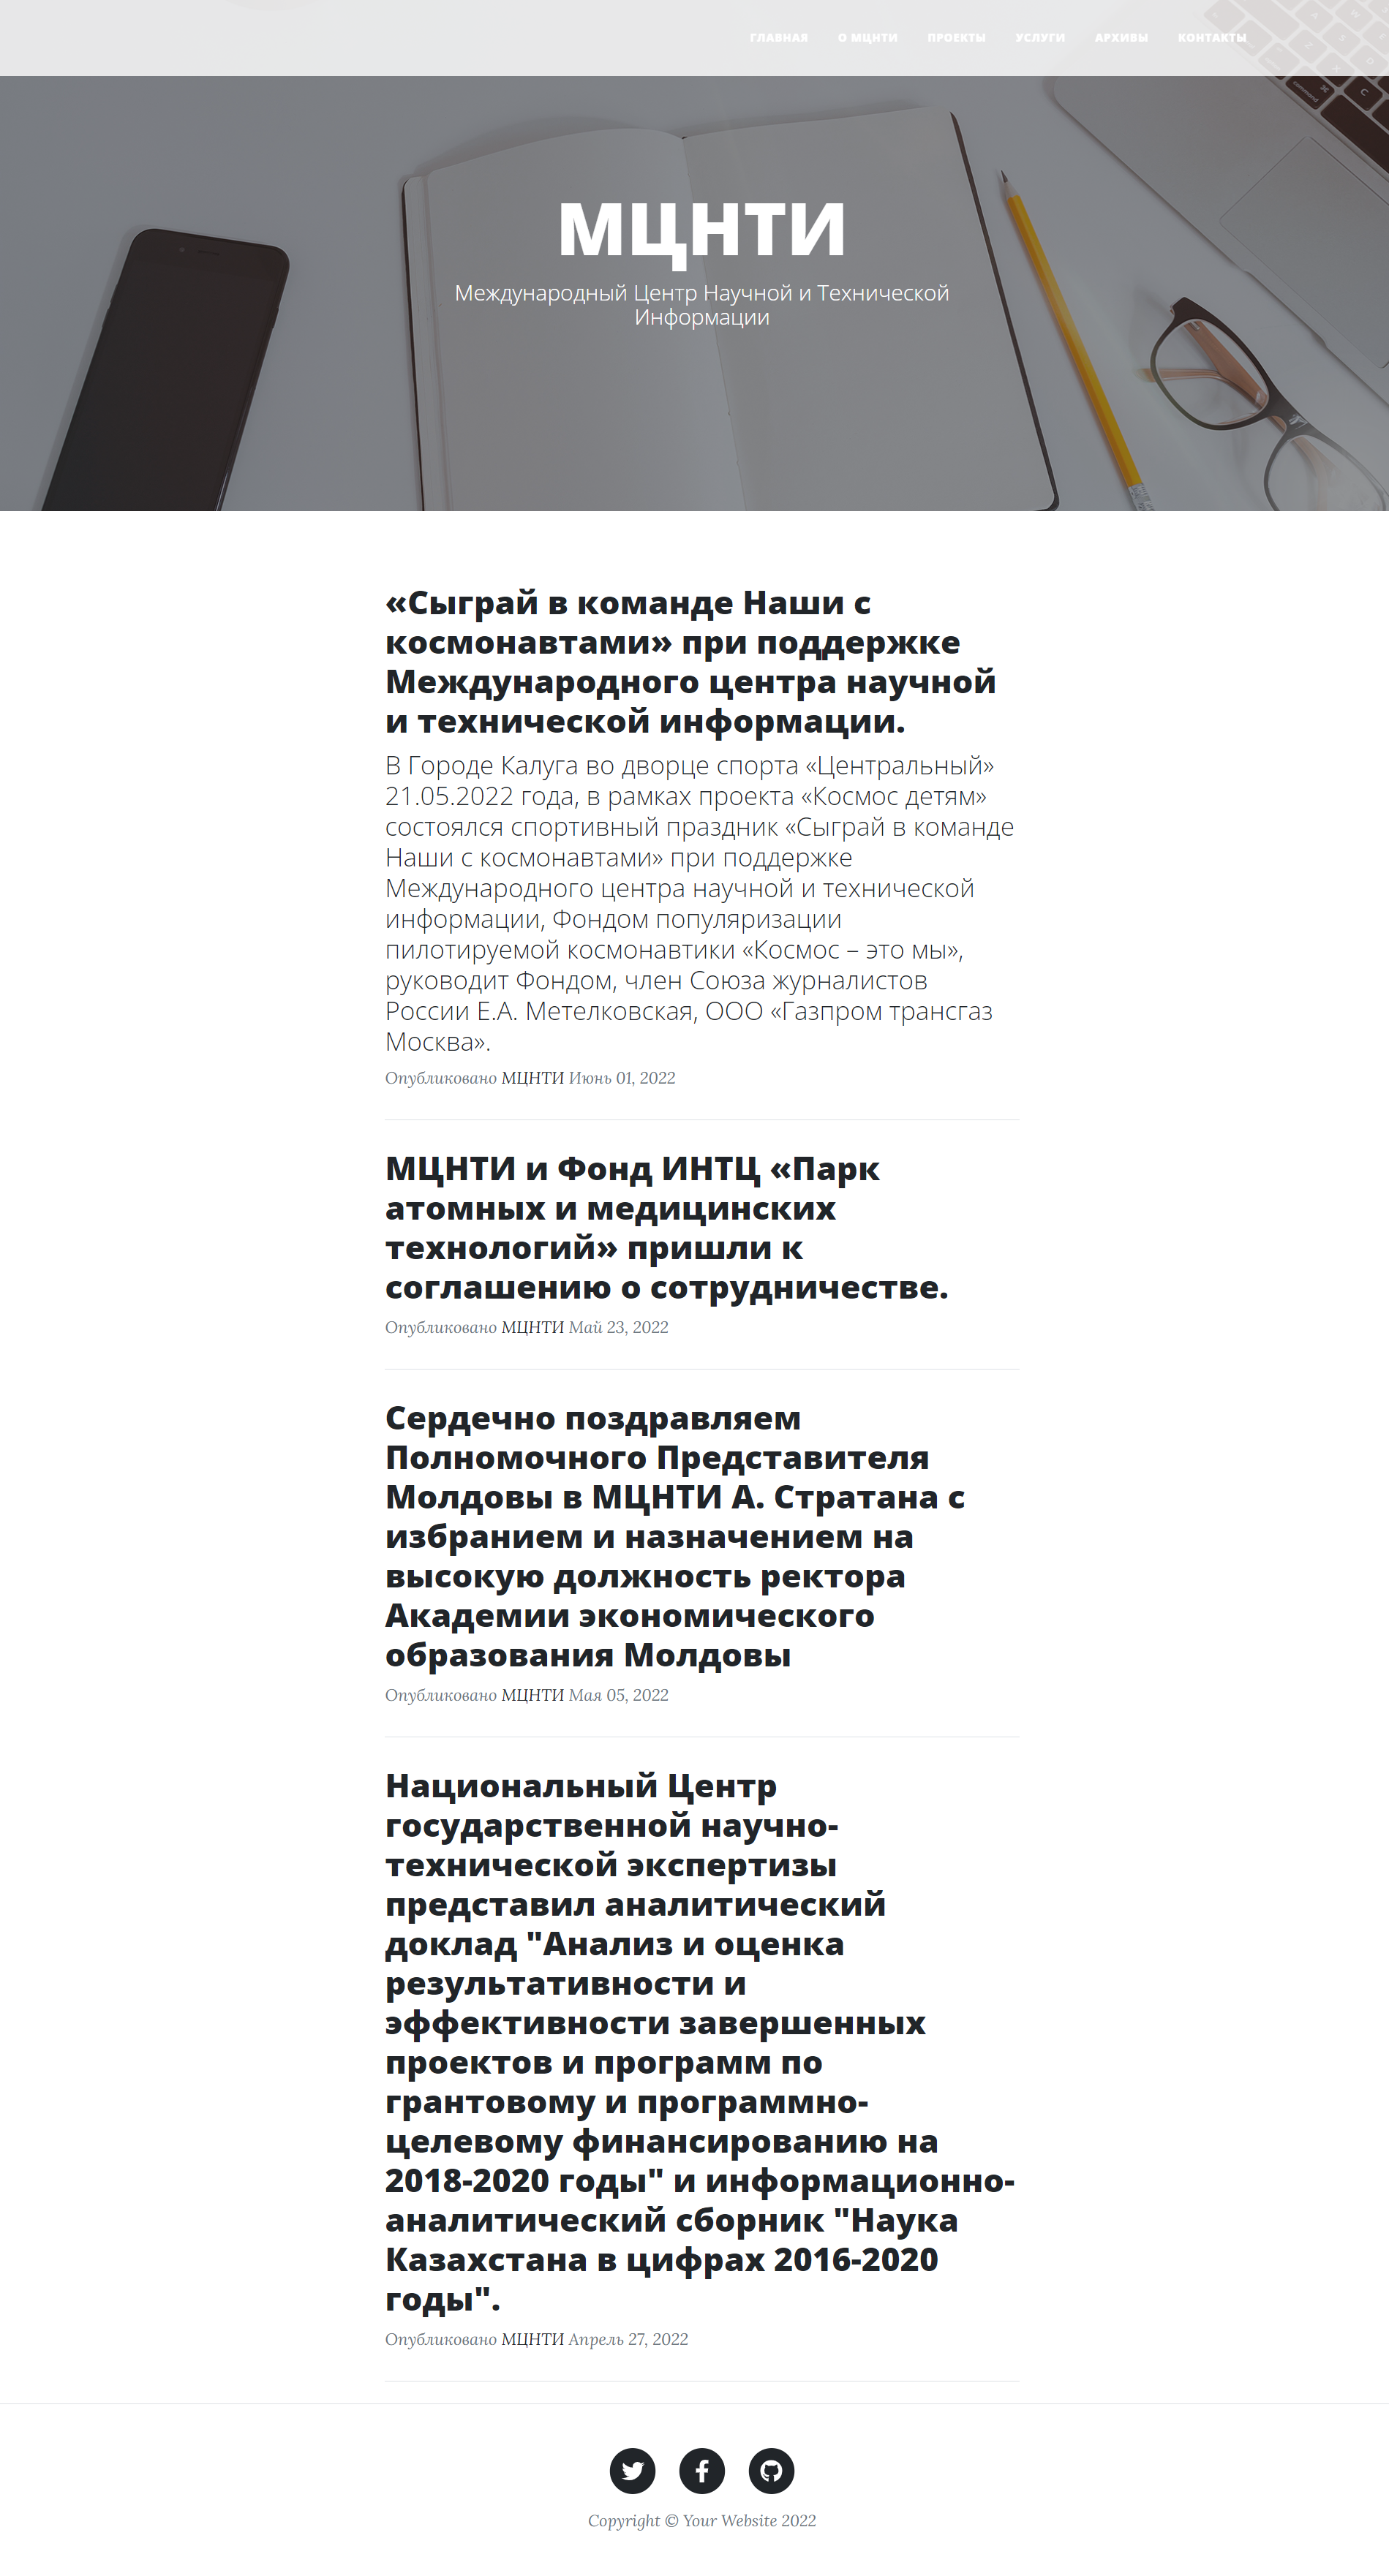 ГЛАВНАЯ О МЦНТИ ПРОЕКТЫ УСЛУГИ АРХИВЫ КОНТАКТЫ
МЦНТИ
Международный Центр Научной и Технической
Информации
«Сыграй в команде Наши с
космонавтами» при поддержке
Международного центра научной
и технической информации.
В Городе Калуга во дворце спорта «Центральный»
21.05.2022 года, в рамках проекта «Космос детям»
состоялся спортивный праздник «Сыграй в команде
Наши с космонавтами» при поддержке
Международного центра научной и технической
информации, Фондом популяризации
пилотируемой космонавтики «Космос – это мы»,
руководит Фондом, член Союза журналистов
России Е.А. Метелковская, ООО «Газпром трансгаз
Москва».
Опубликовано МЦНТИ Июнь 01, 2022
МЦНТИ и Фонд ИНТЦ «Парк
атомных и медицинских
технологий» пришли к
соглашению о сотрудничестве.
Опубликовано МЦНТИ Май 23, 2022
Сердечно поздравляем
Полномочного Представителя
Молдовы в МЦНТИ А. Стратана с
избранием и назначением на
высокую должность ректора
Академии экономического
образования Молдовы
Опубликовано МЦНТИ Мая 05, 2022
Национальный Центр
государственной научно-
технической экспертизы
представил аналитический
доклад "Анализ и оценка
результативности и
эффективности завершенных
проектов и программ по
грантовому и программно-
целевому финансированию на
2018-2020 годы" и информационно-
аналитический сборник "Наука
Казахстана в цифрах 2016-2020
годы".
Опубликовано МЦНТИ Апрель 27, 2022
Copyright © Your Website 2022